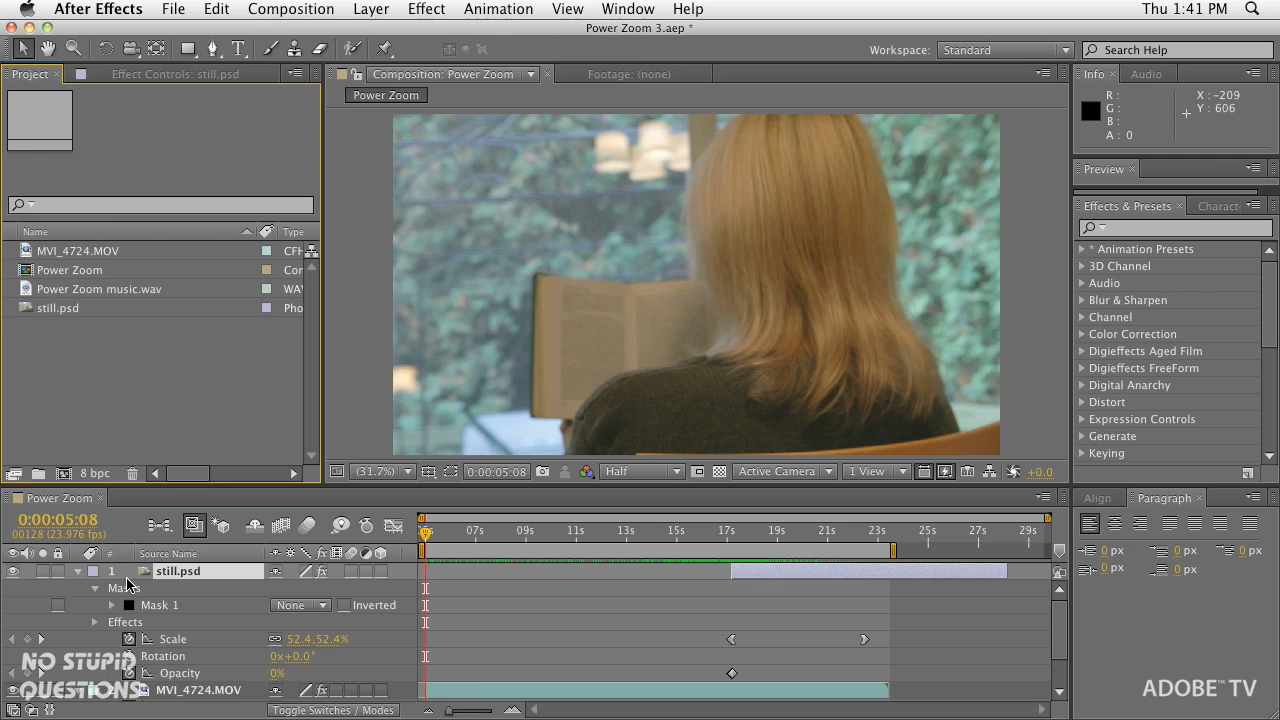 After Effects File Edit Composition Layer Effect Animation View Window Help Thu 1:41 PM
Power Zoom 3.aep *
Workspace: Standard Search Help
Project × Effect Controls: still.psd Composition: Power Zoom × Footage: (none) Info × Audio
Power Zoom
R : X : -209
G : Y : 606
B :
A : 0
Preview ×
Effects & Presets × Charact
Name Type
* Animation Presets
MVI_4724.MOV CFH
3D Channel
Power Zoom Cor
Audio
Power Zoom music.wav WA
Blur & Sharpen
still.psd Pho
Channel
Color Correction
Digieffects Aged Film
Digieffects FreeForm
Digital Anarchy
Distort
Expression Controls
Generate
Keying
8 bpc (31.7%) 0:00:05:08 Half Active Camera 1 View +0.0
Power Zoom × Align Paragraph ×
0:00:05:08
00128 (23.976 fps)
07s 09s 11s 13s 15s 17s 19s 21s 23s 25s 27s 29s
0 px 0 px 0 px
0 px 0 px
# Source Name
1 still.psd
Masks
Mask 1 None Inverted
Effects
Scale 52.4,52.4%
Rotation 0x+0.0°
Opacity 0%
MVI_4724.MOV
Toggle Switches / Modes
NO STUPID
QUESTIONS
ADOBE™ TV